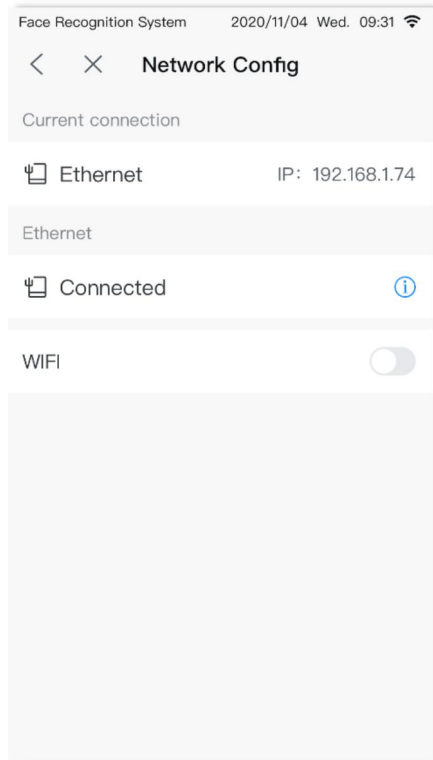 Face Recognition System 2020/11/04 Wed. 09:31
Network Config
Current connection
Ethernet IP: 192.168.1.74
Ethernet
Connected
WIFI